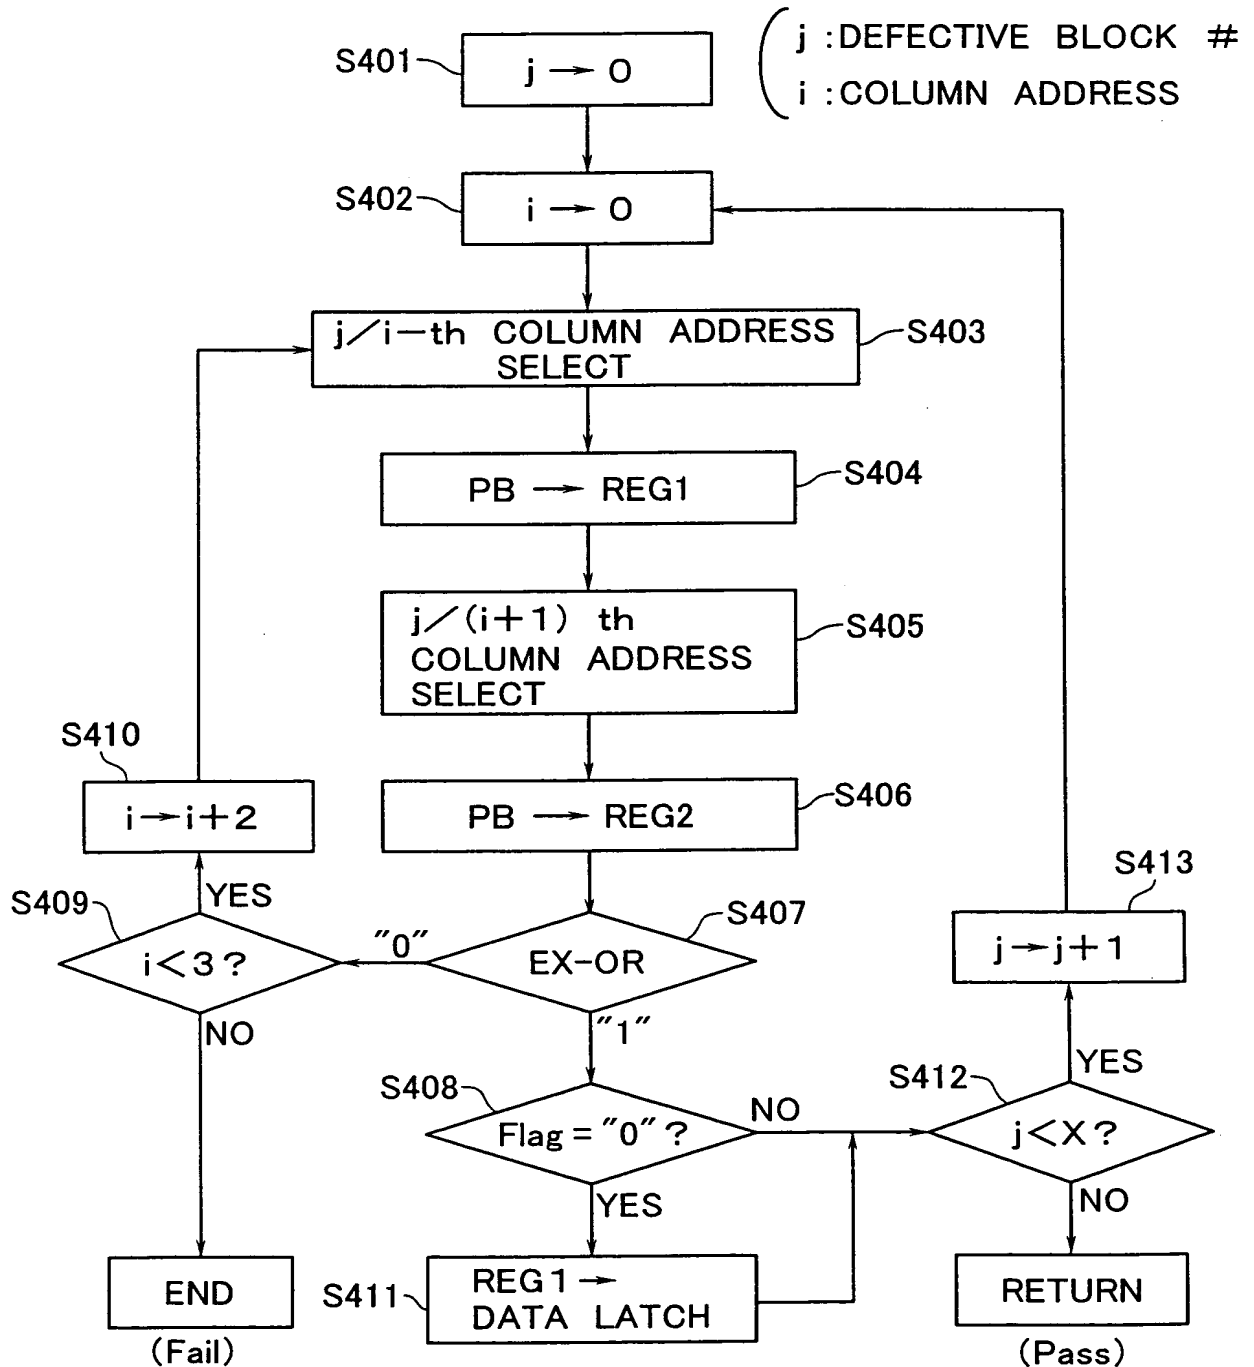 j :DEFECTIVE BLOCK #
i :COLUMN ADDRESS
S401
j → 0
S402
i → 0
j/i-th COLUMN ADDRESS
SELECT
S403
PB → REG1
S404
j/(i+1) th
COLUMN ADDRESS
SELECT
S405
S410
i→i+2
PB → REG2
S406
YES
S409
i<3?
"0"
EX-OR
S407
S413
j→j+1
NO
"1"
YES
S408
Flag="0"?
NO
S412
j<X?
YES
NO
END
(Fail)
S411
REG1→
DATA LATCH
RETURN
(Pass)